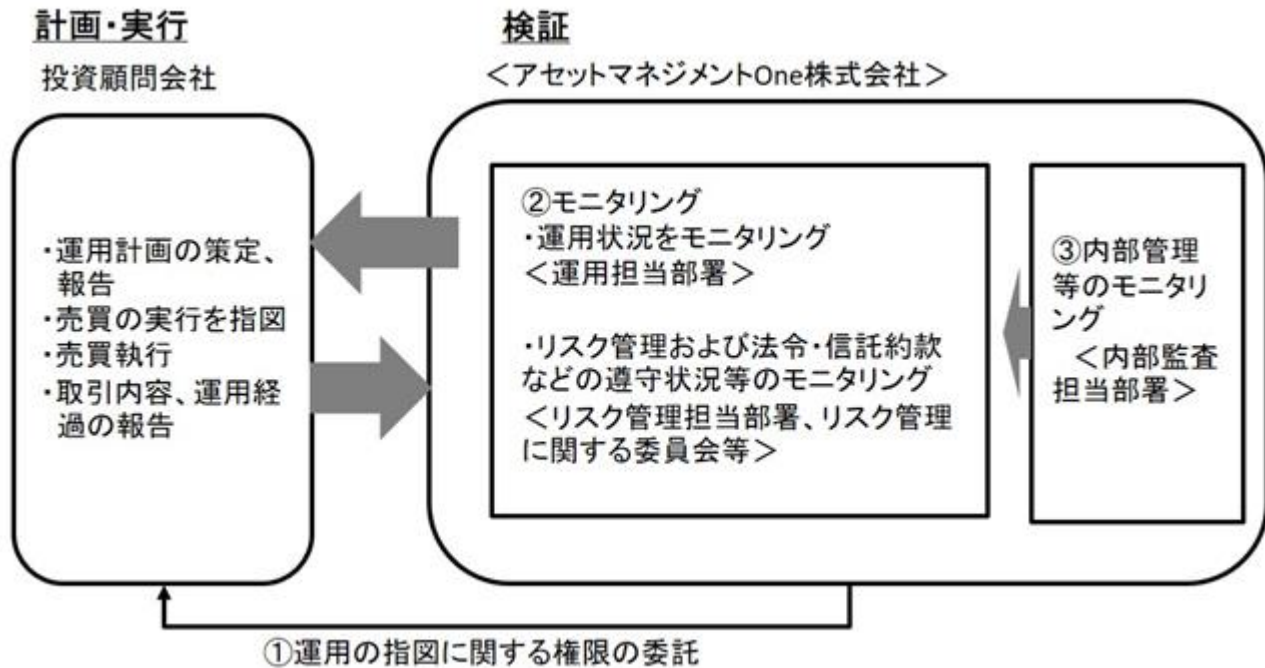 計画・実行
投資顧問会社
・運用計画の策定、
報告
・売買の実行を指図
・売買執行
・取引内容、運用経
過の報告
検証
＜アセットマネジメントOne株式会社＞
②モニタリング
・運用状況をモニタリング
＜運用担当部署＞
・リスク管理および法令・信託約款
などの遵守状況等のモニタリング
＜リスク管理担当部署、リスク管理
に関する委員会等＞
③内部管理
等のモニタリ
ング
＜内部監査
担当部署＞
①運用の指図に関する権限の委託